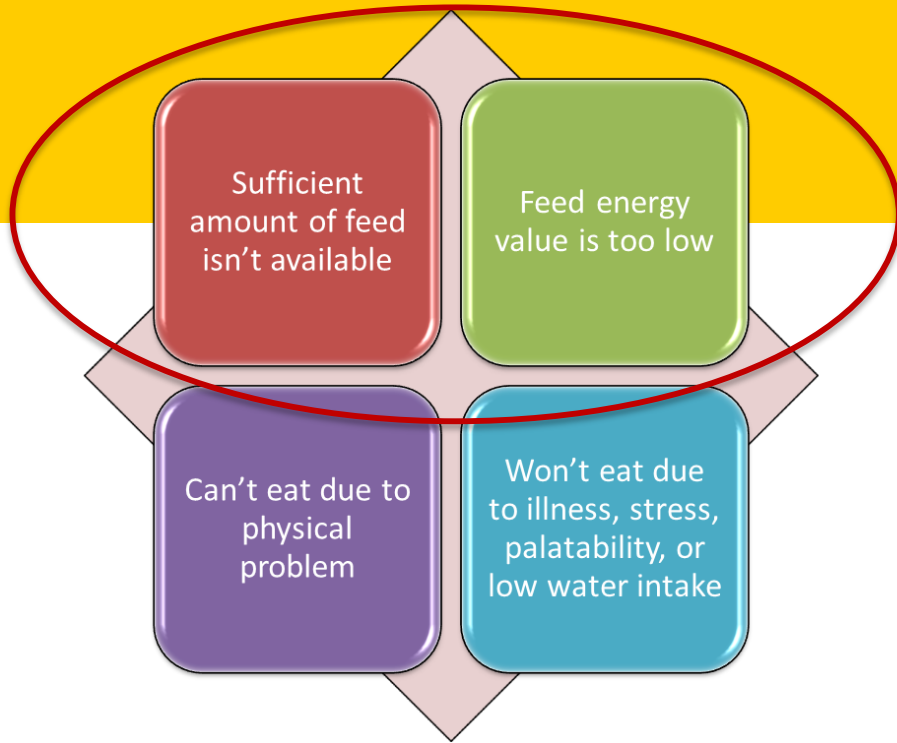 Sufficient
amount of feed
isn’t available
Feed energy
value is too low
Can’t eat due to
physical
problem
Won’t eat due
to illness, stress,
palatability, or
low water intake